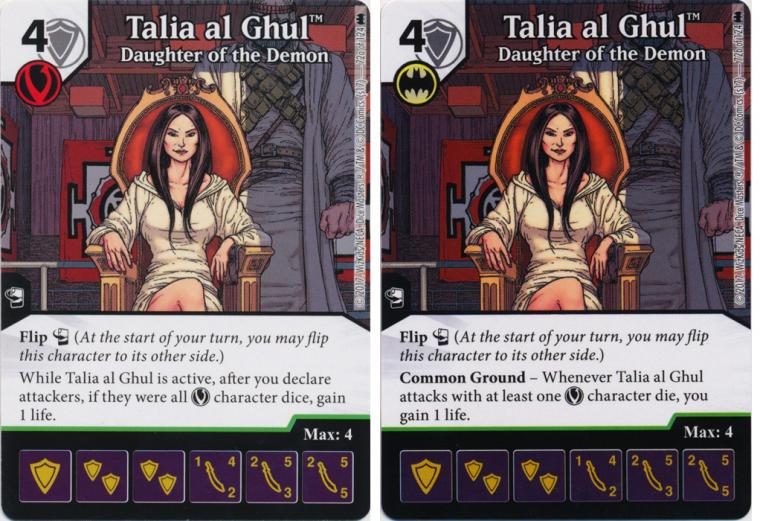 4
Talia al Ghul™
Daughter of the Demon
Flip (At the start of your turn, you may flip
this character to its other side.)
While Talia al Ghul is active, after you declare
attackers, if they were all character dice, gain
1 life.
Max: 4
1 4
2
2 5
3
2 5
5
4
Talia al Ghul™
Daughter of the Demon
Flip (At the start of your turn, you may flip
this character to its other side.)
Common Ground – Whenever Talia al Ghul
attacks with at least one character die, you
gain 1 life.
Max: 4
1 4
2
2 5
3
2 5
5